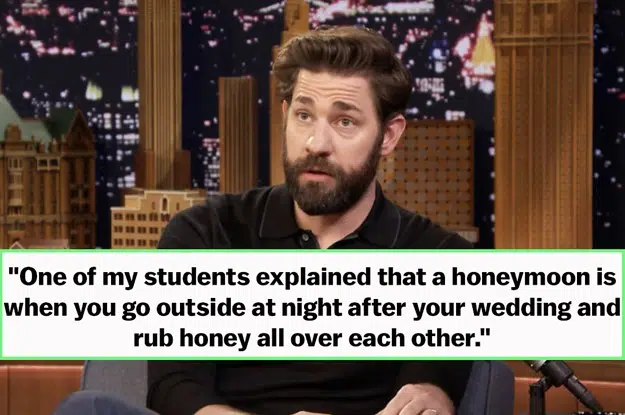 "One of my students explained that a honeymoon is
when you go outside at night after your wedding and
rub honey all over each other."